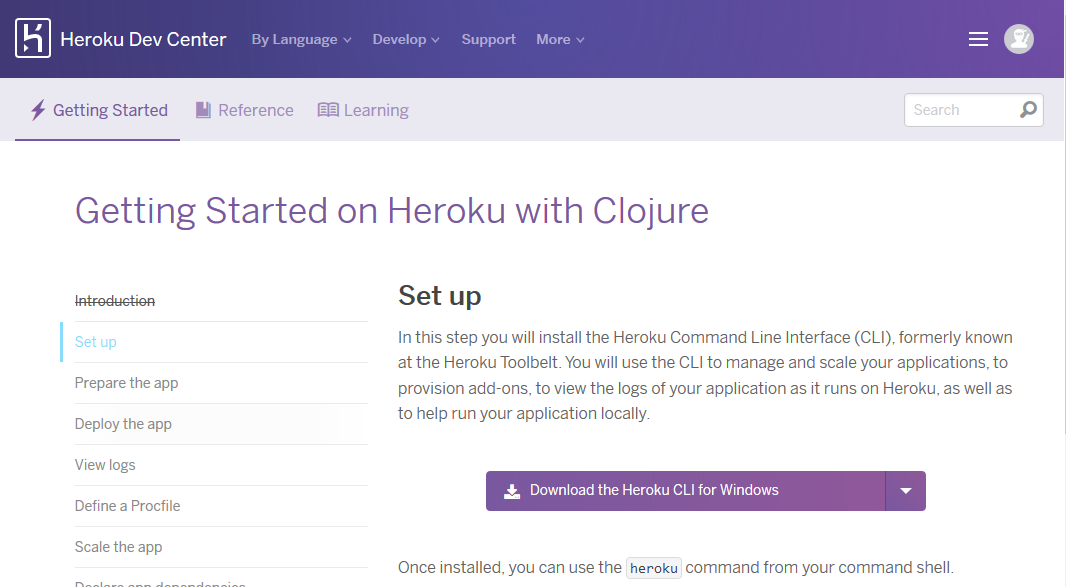 Heroku Dev Center By Language Develop Support More
Getting Started Reference Learning Search
Getting Started on Heroku with Clojure
Introduction
Set up
Prepare the app
Deploy the app
View logs
Define a Procfile
Scale the app
Declare app dependencies
Set up
In this step you will install the Heroku Command Line Interface (CLI), formerly known
at the Heroku Toolbelt. You will use the CLI to manage and scale your applications, to
provision add-ons, to view the logs of your application as it runs on Heroku, as well as
to help run your application locally.
Download the Heroku CLI for Windows
Once installed, you can use the heroku command from your command shell.